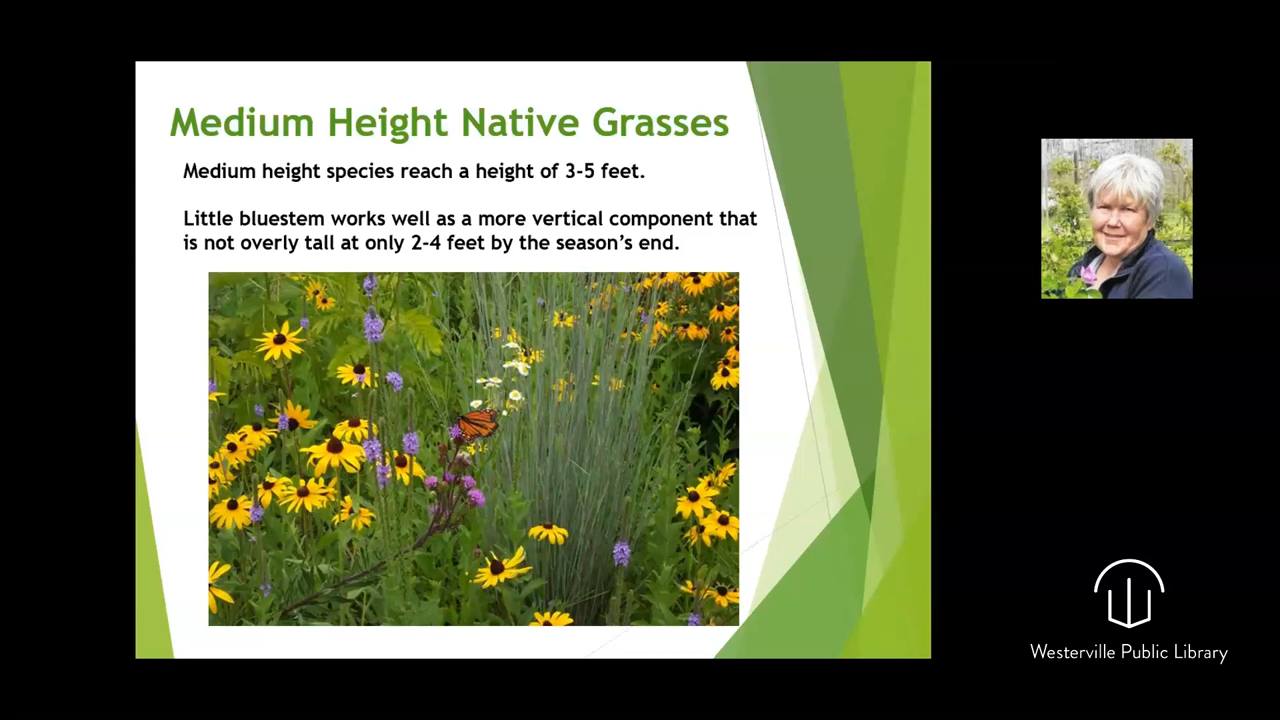 Medium Height Native Grasses
Medium height species reach a height of 3-5 feet.
Little bluestem works well as a more vertical component that
is not overly tall at only 2-4 feet by the season’s end.
Westerville Public Library